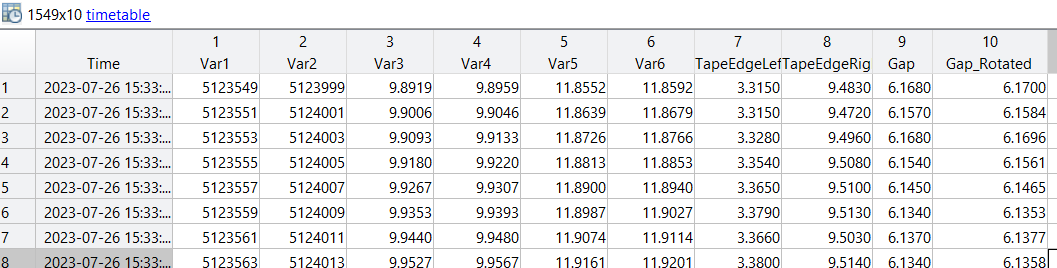 1549x10 timetable
1 2 3 4 5 6 7 8 9 10
Time Var1 Var2 Var3 Var4 Var5 Var6 TapeEdgeLef TapeEdgeRig Gap Gap_Rotated
1 2023-07-26 15:33:... 5123549 5123999 9.8919 9.8959 11.8552 11.8592 3.3150 9.4830 6.1680 6.1700
2 2023-07-26 15:33:... 5123551 5124001 9.9006 9.9046 11.8639 11.8679 3.3150 9.4720 6.1570 6.1584
3 2023-07-26 15:33:... 5123553 5124003 9.9093 9.9133 11.8726 11.8766 3.3280 9.4960 6.1680 6.1696
4 2023-07-26 15:33:... 5123555 5124005 9.9180 9.9220 11.8813 11.8853 3.3540 9.5080 6.1540 6.1561
5 2023-07-26 15:33:... 5123557 5124007 9.9267 9.9307 11.8900 11.8940 3.3650 9.5100 6.1450 6.1465
6 2023-07-26 15:33:... 5123559 5124009 9.9353 9.9393 11.8987 11.9027 3.3790 9.5130 6.1340 6.1353
7 2023-07-26 15:33:... 5123561 5124011 9.9440 9.9480 11.9074 11.9114 3.3660 9.5030 6.1370 6.1377
8 2023-07-26 15:33:... 5123563 5124013 9.9527 9.9567 11.9161 11.9201 3.3800 9.5140 6.1340 6.1358